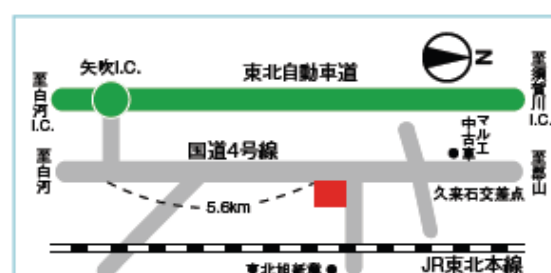 矢吹I.C.
東北自動車道
N
至白河I.C.
至須賀川I.C.
マルエ中古車
国道4号線
至白河
至郡山
久来石交差点
5.6km
JR東北本線